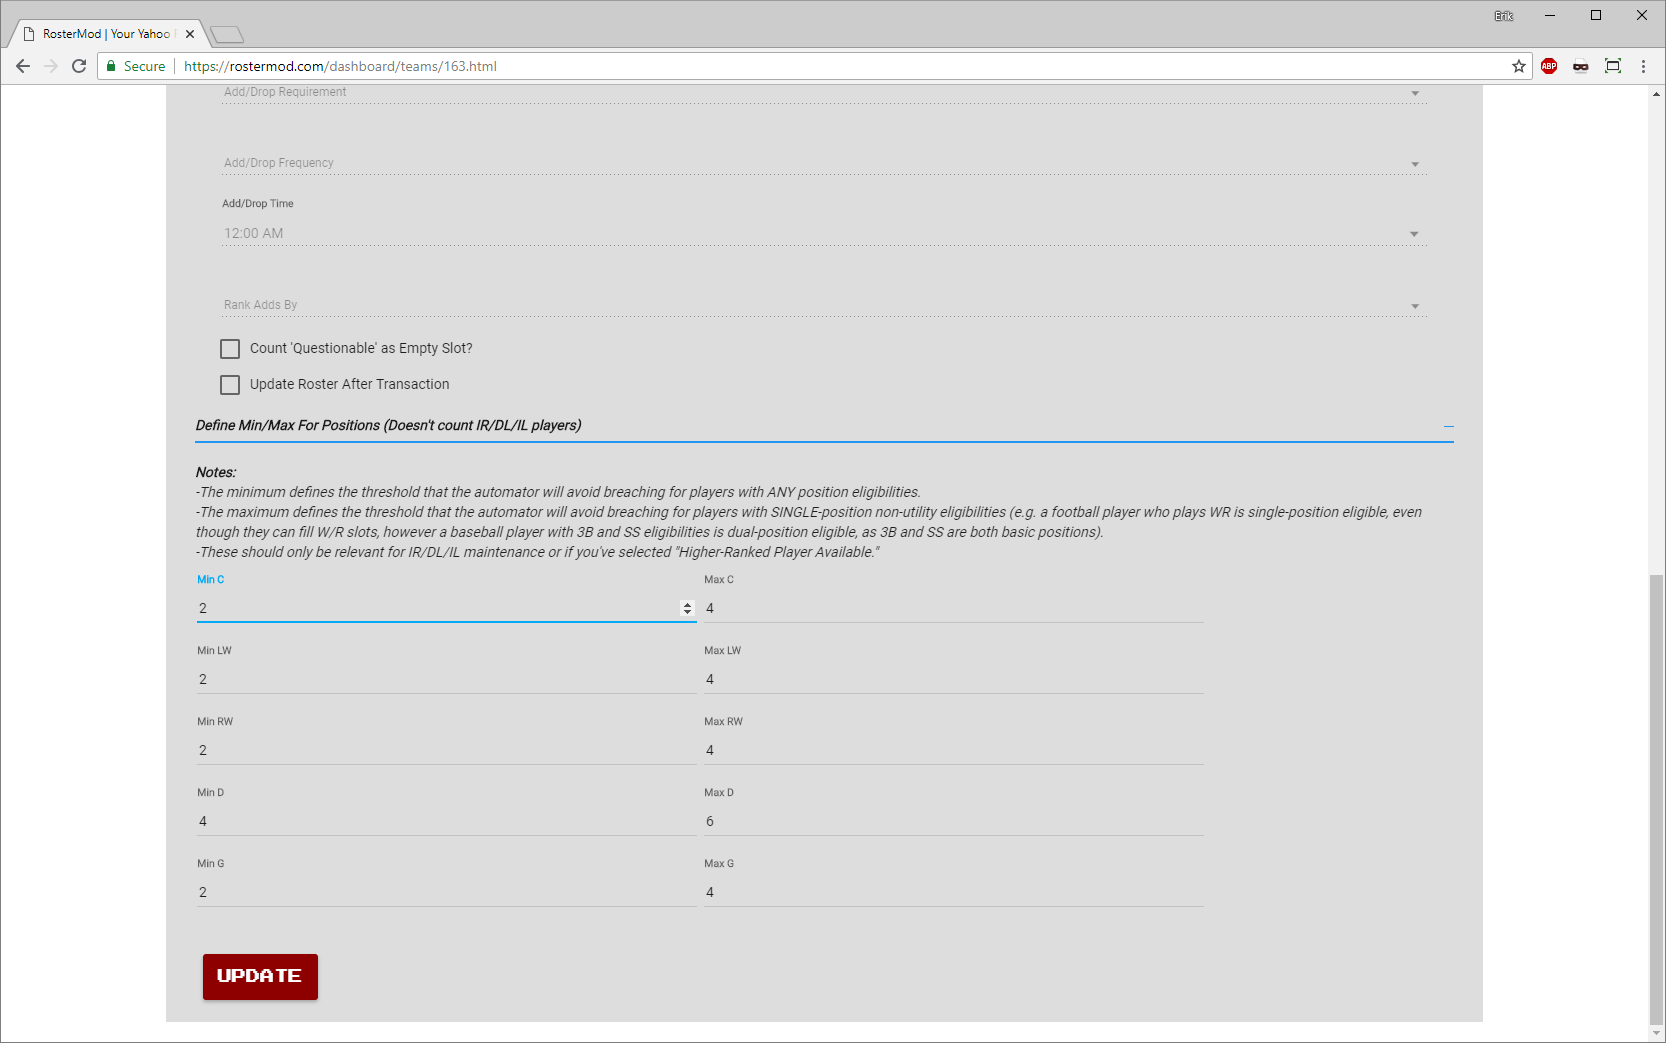 Erik
RosterMod | Your Yahoo
Secure
https://rostermod.com/dashboard/teams/163.html
ABP
Add/Drop Requirement
Add/Drop Frequency
Add/Drop Time
12:00 AM
Rank Adds By
Count 'Questionable' as Empty Slot?
Update Roster After Transaction
Define Min/Max For Positions (Doesn't count IR/DL/IL players)
Notes:
-The minimum defines the threshold that the automator will avoid breaching for players with ANY position eligibilities.
-The maximum defines the threshold that the automator will avoid breaching for players with SINGLE-position non-utility eligibilities (e.g. a football player who plays WR is single-position eligible, even
though they can fill W/R slots, however a baseball player with 3B and SS eligibilities is dual-position eligible, as 3B and SS are both basic positions).
-These should only be relevant for IR/DL/IL maintenance or if you've selected "Higher-Ranked Player Available."
Min C Max C
2 4
Min LW Max LW
2 4
Min RW Max RW
2 4
Min D Max D
4 6
Min G Max G
2 4
UPDATE